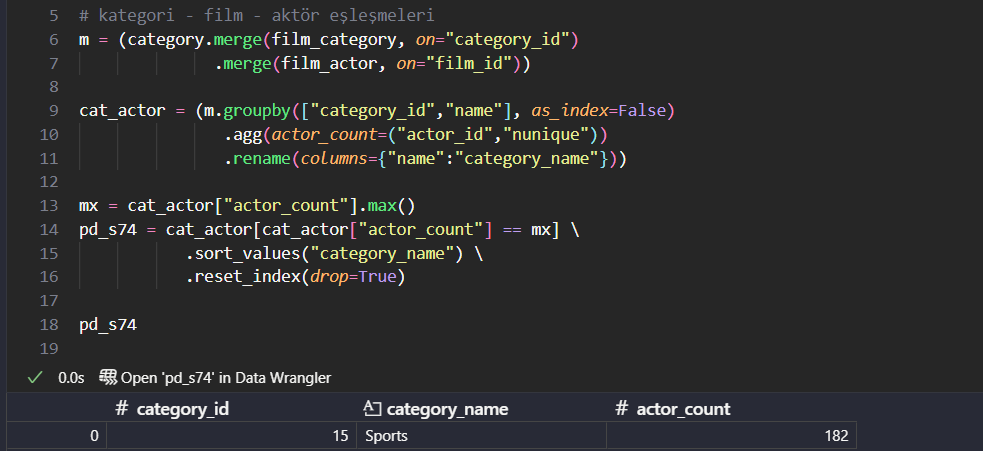 5 # kategori - film - aktör eşleşmeleri
6 m = (category.merge(film_category, on="category_id")
7 .merge(film_actor, on="film_id"))
8
9 cat_actor = (m.groupby(["category_id","name"], as_index=False)
10 .agg(actor_count=("actor_id","nunique"))
11 .rename(columns={"name":"category_name"}))
12
13 mx = cat_actor["actor_count"].max()
14 pd_s74 = cat_actor[cat_actor["actor_count"] == mx] \
15 .sort_values("category_name") \
16 .reset_index(drop=True)
17
18 pd_s74
19
✓ 0.0s Open 'pd_s74' in Data Wrangler
# category_id A category_name # actor_count
0 15 Sports 182